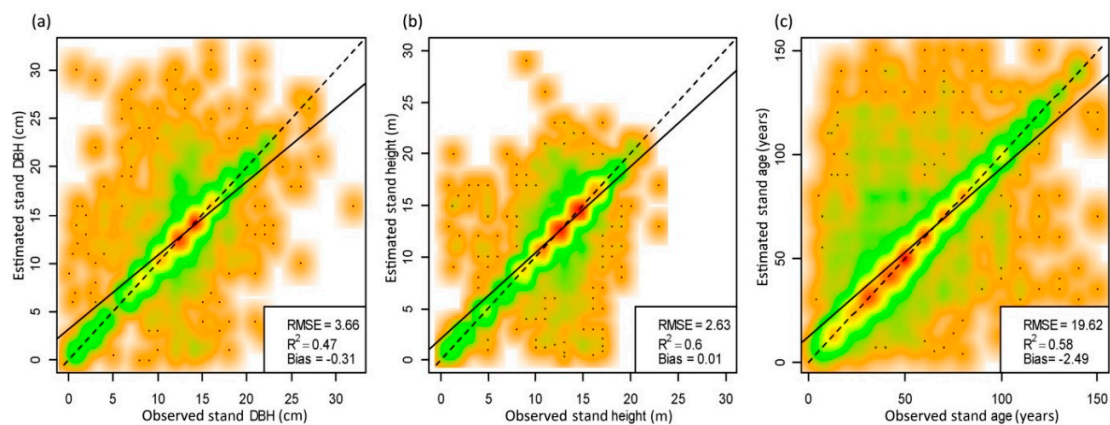 (a)
Estimated stand DBH (cm)
30
25
20
15
10
5
0
RMSE = 3.66
R² = 0.47
Bias = -0.31
0 5 10 15 20 25 30
Observed stand DBH (cm)
(b)
Estimated stand height (m)
30
25
20
15
10
5
0
RMSE = 2.63
R² = 0.6
Bias = 0.01
0 5 10 15 20 25 30
Observed stand height (m)
(c)
Estimated stand age (years)
150
100
50
0
RMSE = 19.62
R² = 0.58
Bias= -2.49
0 50 100 150
Observed stand age (years)